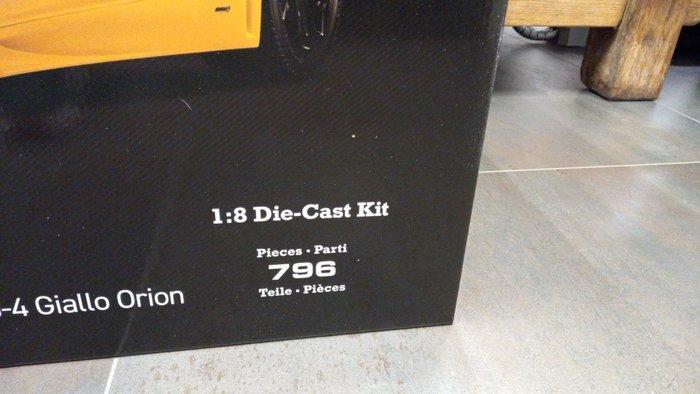 1:8 Die-Cast Kit
Pieces • Parti
796
Teile • Pièces
-4 Giallo Orion